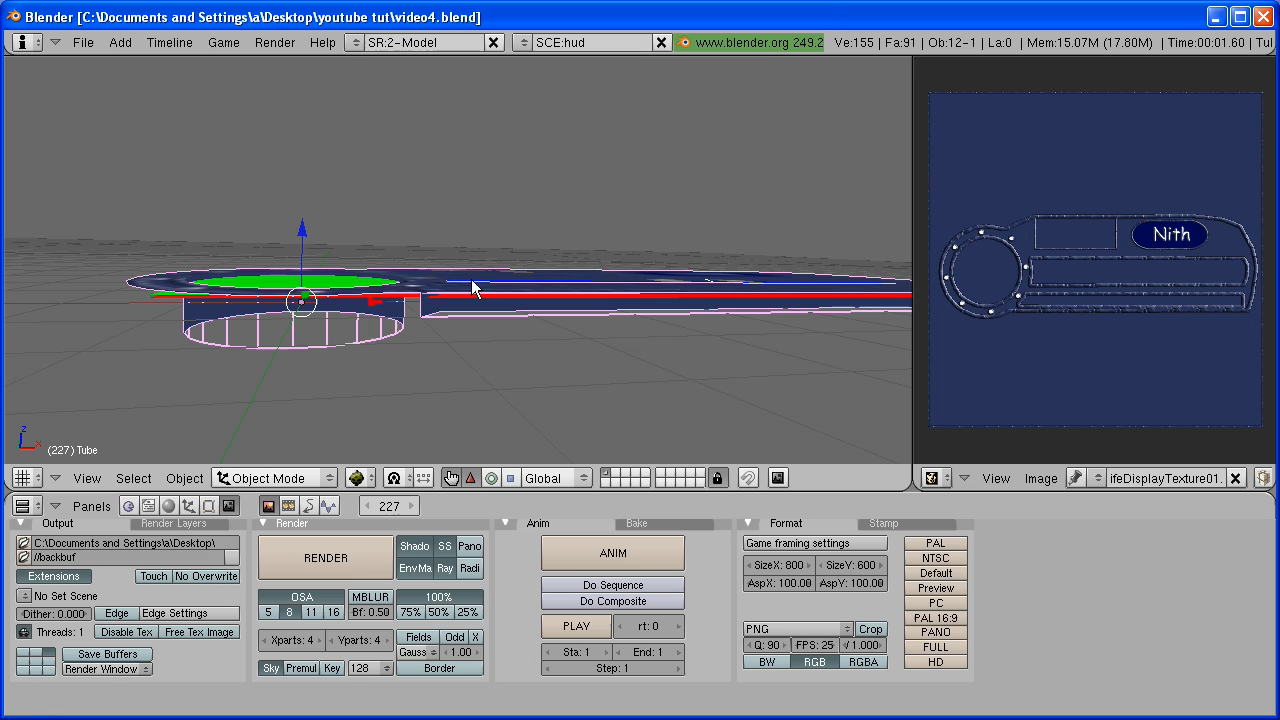 Blender [C:\Documents and Settings\a\Desktop\youtube tut\video4.blend]
File Add Timeline Game Render Help SR:2-Model SCE:hud www.blender.org 249.2 Ve:155 | Fa:91 | Ob:12-1 | La:0 | Mem:15.07M (17.80M) | Time:00:01.60 | Tul
Nith
z
x
(227) Tube
View Select Object Object Mode Global
View Image ifeDisplayTexture01.
Panels 227
Output Render Layers Render Anim Bake Format Stamp
C:\Documents and Settings\a\Desktop\
//backbuf
Extensions Touch No Overwrite
No Set Scene
Dither: 0.000 Edge Edge Settings
Threads: 1 Disable Tex Free Tex Image
Save Buffers
Render Window
RENDER
Shado SS Pano
EnvMa Ray Radi
OSA MBLUR 100%
5 8 11 16 Bf: 0.50 75% 50% 25%
Xparts: 4 Yparts: 4 Fields Odd X
Gauss 1.00
Sky Premul Key 128 Border
ANIM
Do Sequence
Do Composite
PLAY rt: 0
Sta: 1 End: 1
Step: 1
Game framing settings
SizeX: 800 SizeY: 600
AspX: 100.00 AspY: 100.00
PNG Crop
Q: 90 FPS: 25 /1.000
BW RGB RGBA
PAL
NTSC
Default
Preview
PC
PAL 16:9
PANO
FULL
HD